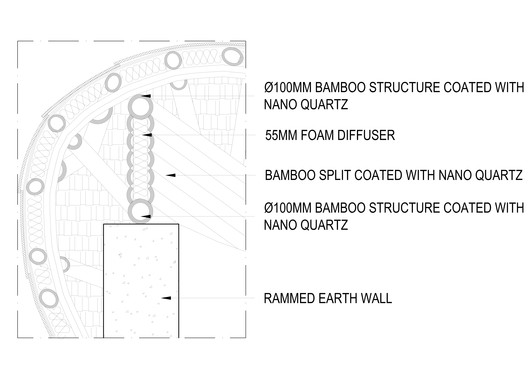 Ø100MM BAMBOO STRUCTURE COATED WITH
NANO QUARTZ
55MM FOAM DIFFUSER
BAMBOO SPLIT COATED WITH NANO QUARTZ
Ø100MM BAMBOO STRUCTURE COATED WITH
NANO QUARTZ
RAMMED EARTH WALL